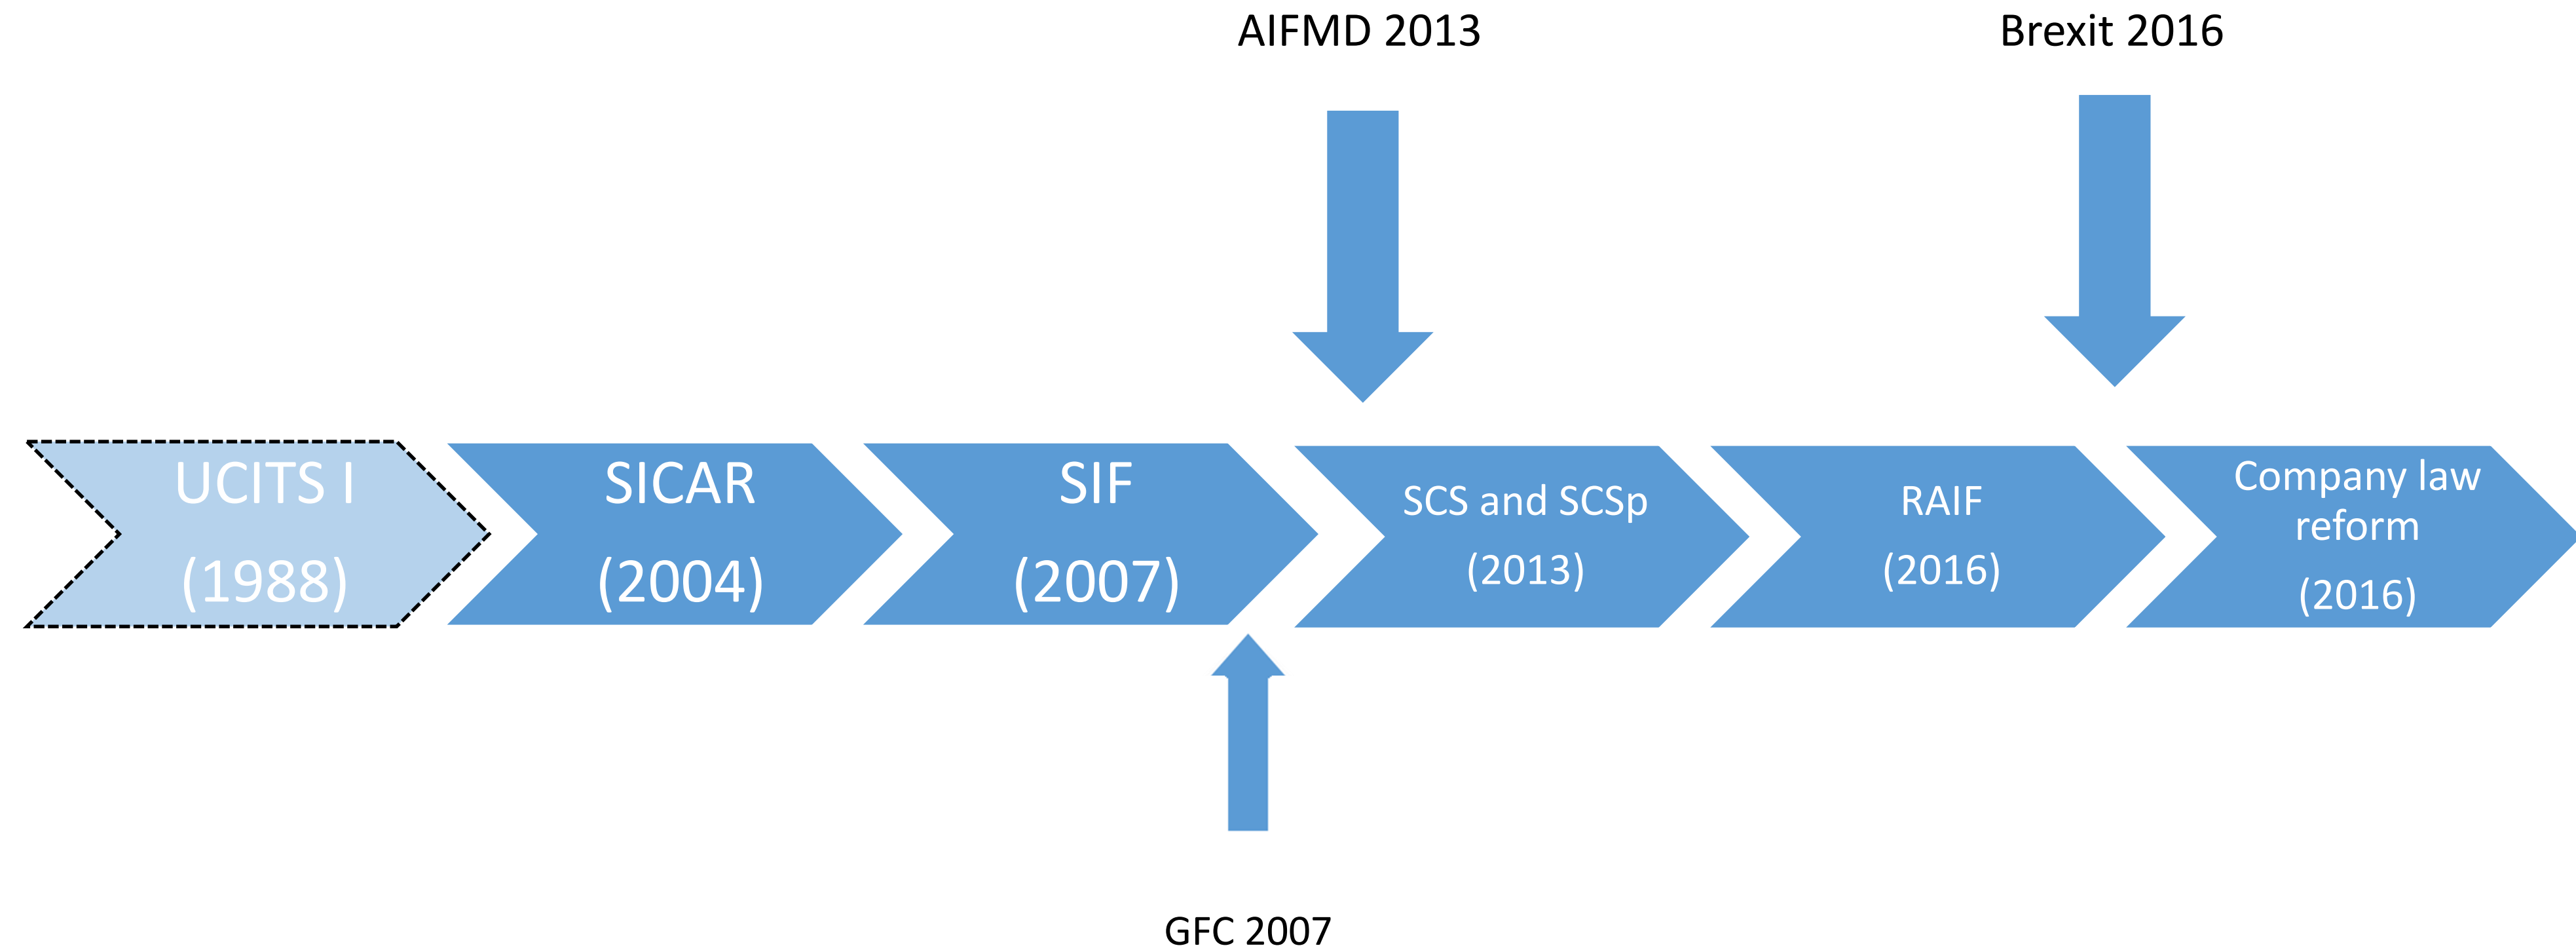 AIFMD 2013
Brexit 2016
UCITS I
(1988)
SICAR
(2004)
SIF
(2007)
SCS and SCSp
(2013)
RAIF
(2016)
Company law
reform
(2016)
GFC 2007